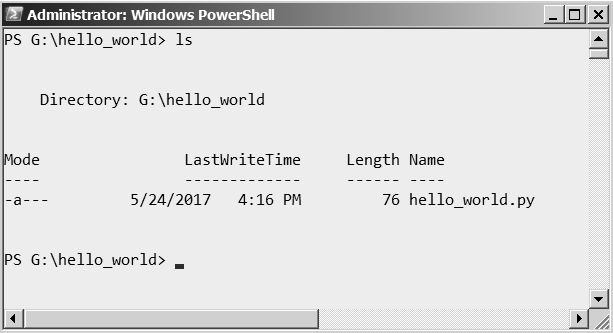 Administrator: Windows PowerShell
PS G:\hello_world> ls
Directory: G:\hello_world
Mode LastWriteTime Length Name
---- ------------- ------ ----
-a--- 5/24/2017 4:16 PM 76 hello_world.py
PS G:\hello_world>